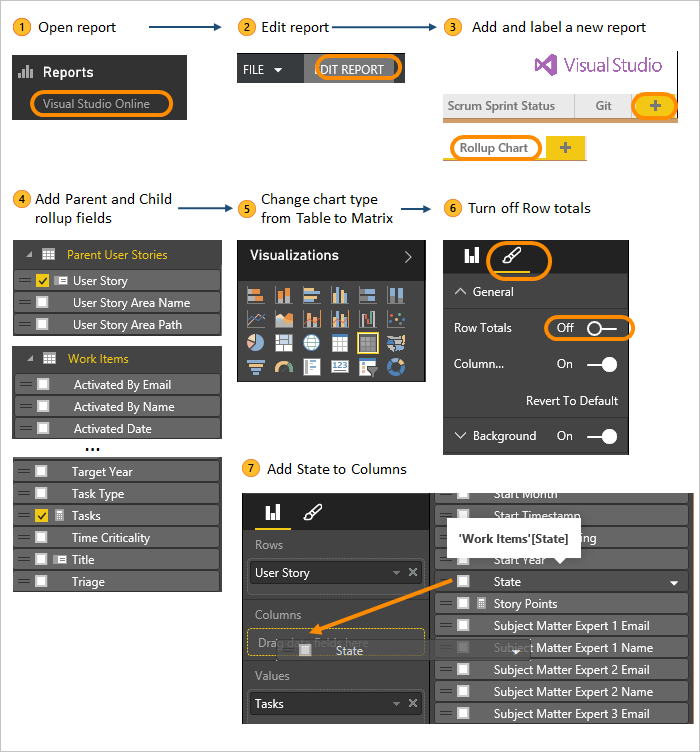 1 Open report
Reports
Visual Studio Online
2 Edit report
FILE
EDIT REPORT
3 Add and label a new report
Visual Studio
Scrum Sprint Status Git +
Rollup Chart +
4 Add Parent and Child
rollup fields
Parent User Stories
User Story
User Story Area Name
User Story Area Path
Work Items
Activated By Email
Activated By Name
Activated Date
...
Target Year
Task Type
Tasks
Time Criticality
Title
Triage
5 Change chart type
from Table to Matrix
Visualizations
123
6 Turn off Row totals
General
Row Totals Off
Column... On
Revert To Default
Background On
7 Add State to Columns
Rows
User Story
Columns
Drag data fields here
State
Values
Tasks
Start Month
Start Timestamp
'Work Items'[State]
Start Year
State
Story Points
Subject Matter Expert 1 Email
Subject Matter Expert 1 Name
Subject Matter Expert 2 Email
Subject Matter Expert 2 Name
Subject Matter Expert 3 Email